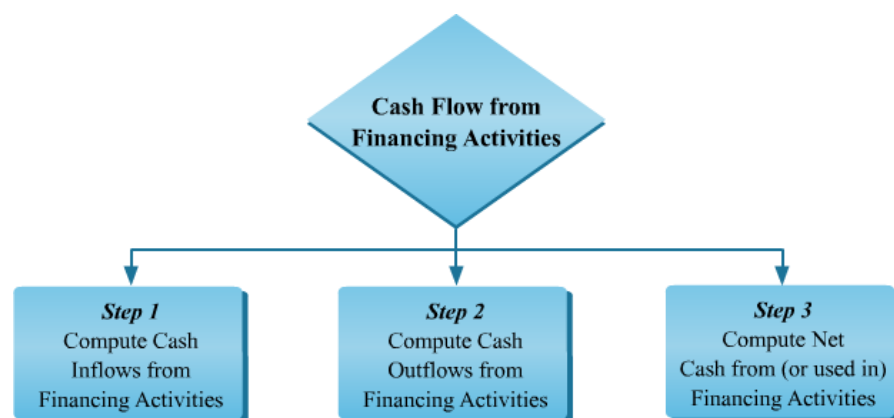 Cash Flow from
Financing Activities
Step 1
Compute Cash
Inflows from
Financing Activities
Step 2
Compute Cash
Outflows from
Financing Activities
Step 3
Compute Net
Cash from (or used in)
Financing Activities